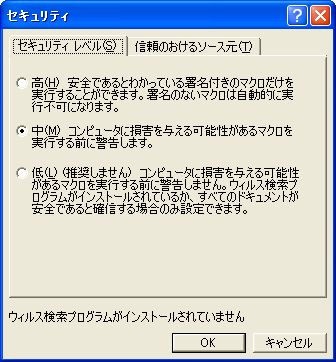 セキュリティ
セキュリティ レベル(S)
信頼のおけるソース元(T)
高(H) 安全であるとわかっている署名付きのマクロだけを
実行することができます。署名のないマクロは自動的に実
行不可になります。
中(M) コンピュータに損害を与える可能性があるマクロを
実行する前に警告します。
低(L) (推奨しません) コンピュータに損害を与える可能性
があるマクロを実行する前に警告しません。ウィルス検索プ
ログラムがインストールされているか、すべてのドキュメントが
安全であると確信する場合のみ設定できます。
ウィルス検索プログラムがインストールされていません
OK
キャンセル